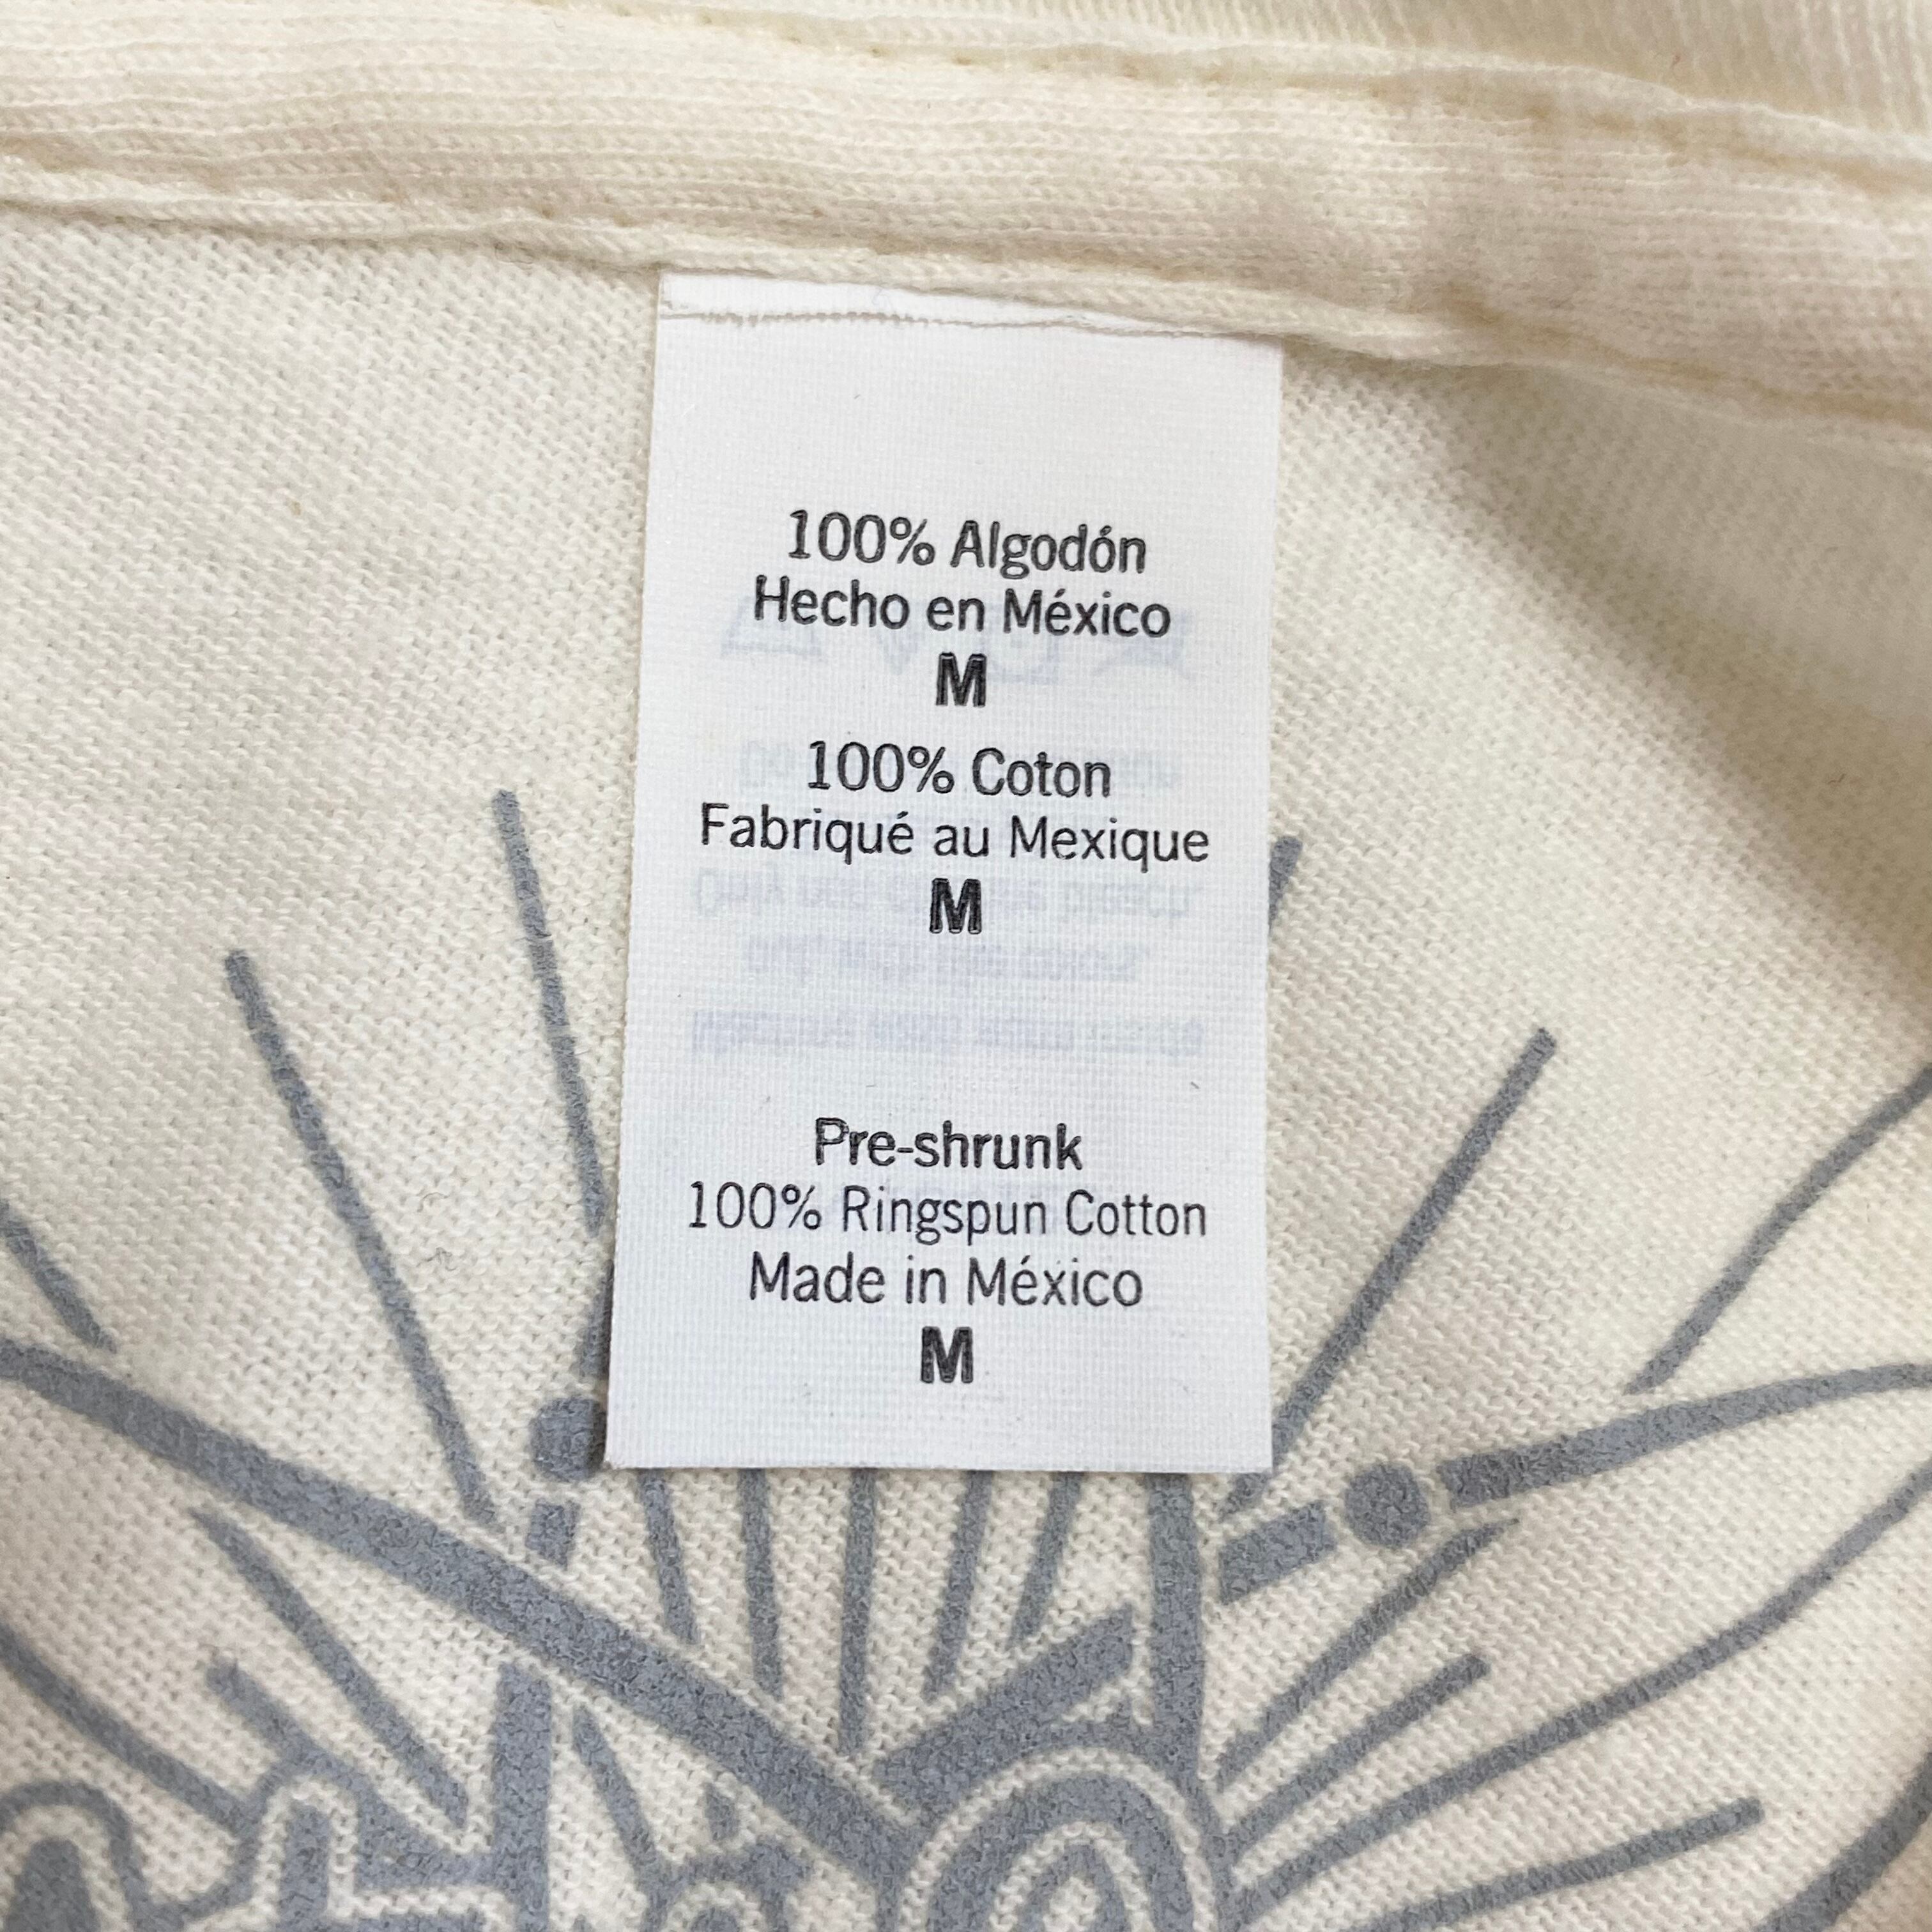 100% Algodón
Hecho en México
M
100% Coton
Fabriqué au Mexique
M
Pre-shrunk
100% Ringspun Cotton
Made in México
M